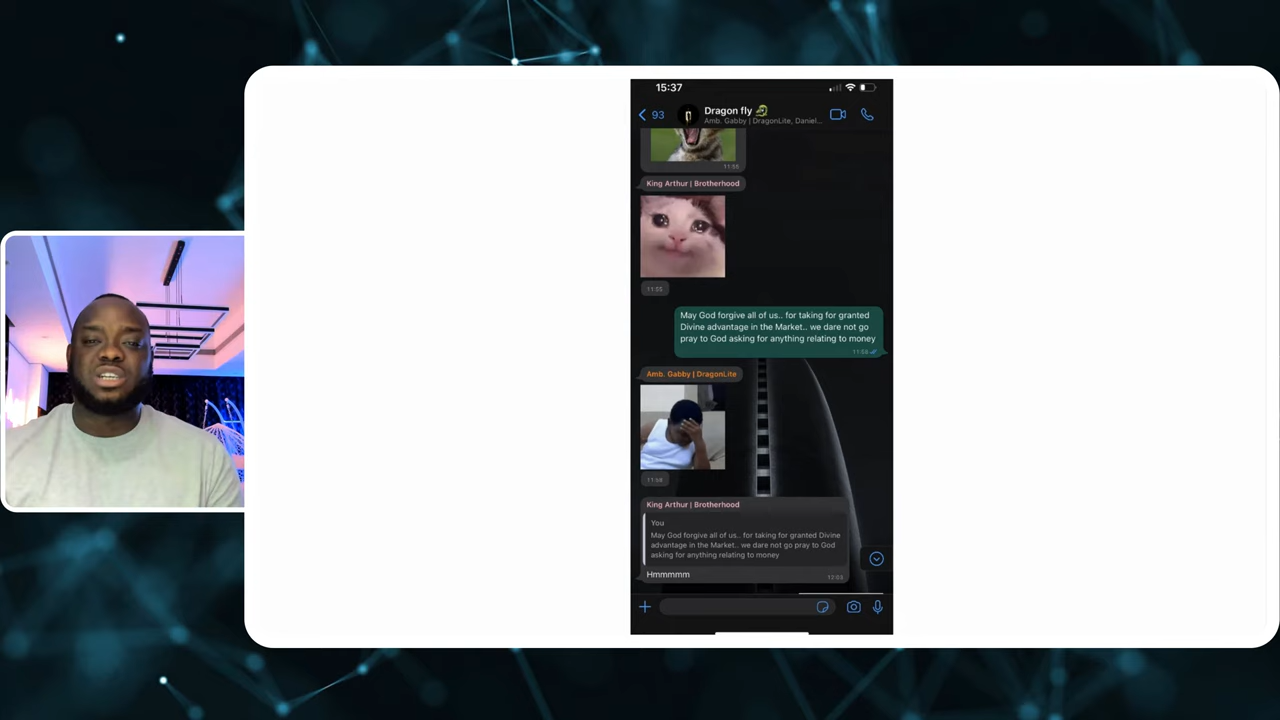 15:37
93
Dragon fly
Amb. Gabby | DragonLite, Daniel...
11:55
King Arthur | Brotherhood
11:55
May God forgive all of us.. for taking for granted
Divine advantage in the Market.. we dare not go
pray to God asking for anything relating to money
11:58
Amb. Gabby | DragonLite
11:58
King Arthur | Brotherhood
You
May God forgive all of us.. for taking for granted Divine
advantage in the Market.. we dare not go pray to God
asking for anything relating to money
Hmmmmm
12:03